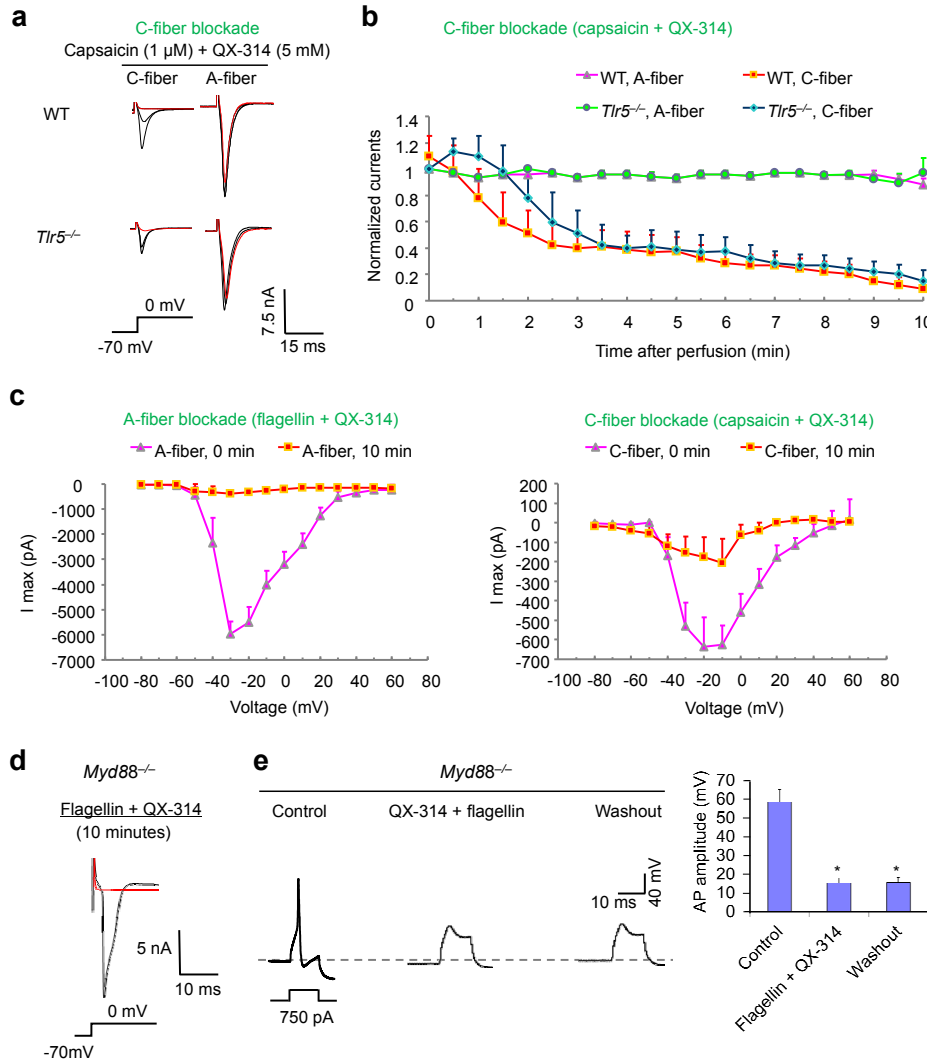 a
C-fiber blockade
Capsaicin (1 μM) + QX-314 (5 mM)
C-fiber A-fiber
WT
Tlr5–/–
0 mV
-70 mV
7.5 nA
15 ms
b
C-fiber blockade (capsaicin + QX-314)
WT, A-fiber WT, C-fiber
Tlr5–/–, A-fiber Tlr5–/–, C-fiber
Normalized currents
1.4
1.2
1
0.8
0.6
0.4
0.2
0
0 1 2 3 4 5 6 7 8 9 10
Time after perfusion (min)
c
A-fiber blockade (flagellin + QX-314)
A-fiber, 0 min A-fiber, 10 min
I max (pA)
0
-1000
-2000
-3000
-4000
-5000
-6000
-7000
-100 -80 -60 -40 -20 0 20 40 60 80
Voltage (mV)
C-fiber blockade (capsaicin + QX-314)
C-fiber, 0 min C-fiber, 10 min
I max (pA)
200
100
0
-100
-200
-300
-400
-500
-600
-700
-100 -80 -60 -40 -20 0 20 40 60 80
Voltage (mV)
d
Myd88–/–
Flagellin + QX-314
(10 minutes)
5 nA
10 ms
0 mV
-70mV
e
Myd88–/–
Control QX-314 + flagellin Washout
10 ms
40 mV
750 pA
AP amplitude (mV)
70
60
50
40
30
20
10
0
* *
Control
Flagellin + QX-314
Washout